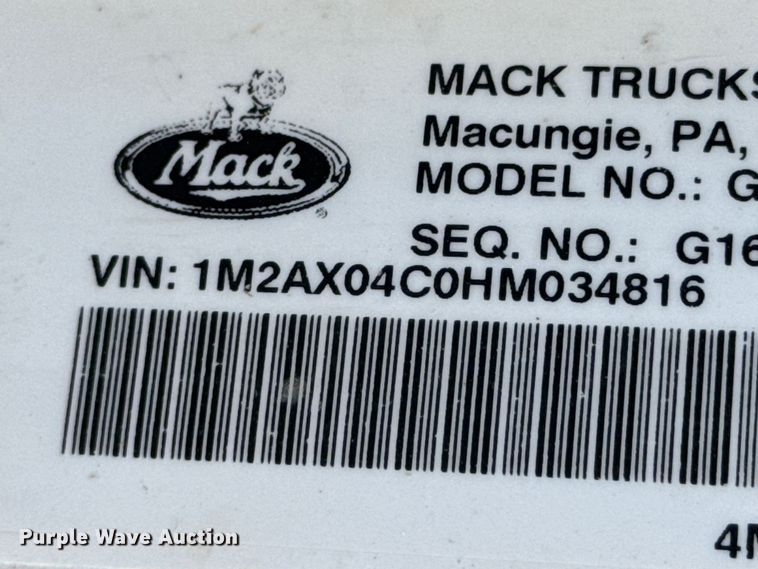 Mack
®
MACK TRUCKS
Macungie, PA,
MODEL NO.: G
SEQ. NO.: G16
VIN: 1M2AX04C0HM034816
4M
Purple Wave Auction